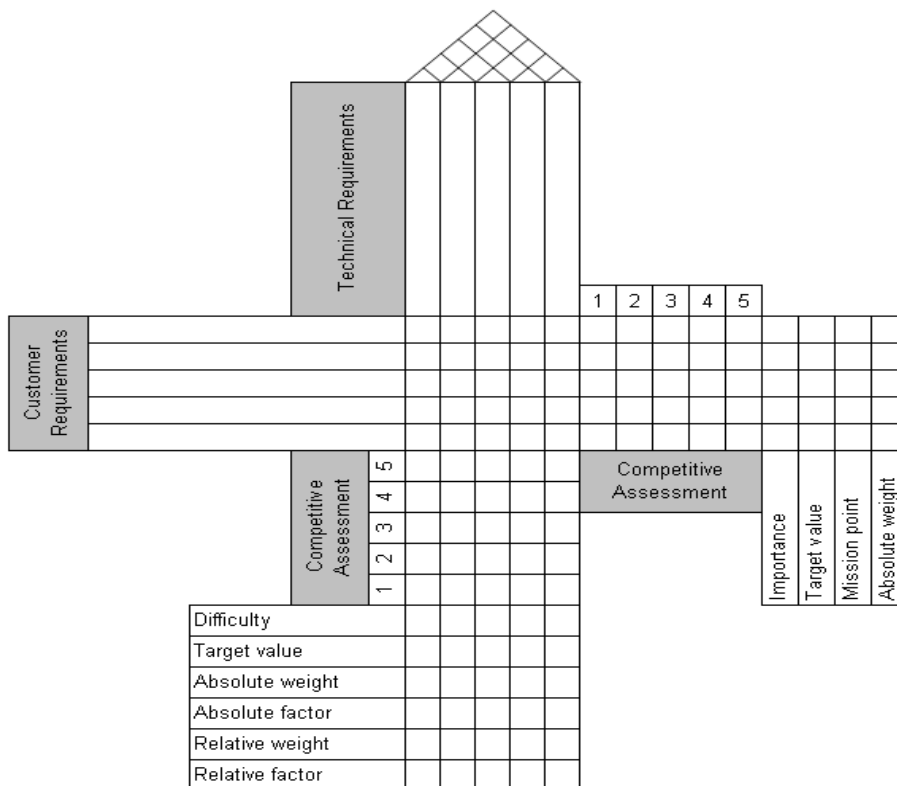 Technical Requirements
1 2 3 4 5
Customer
Requirements
Competitive
Assessment
5
4
3
2
1
Competitive
Assessment
Importance
Target value
Mission point
Absolute weight
Difficulty
Target value
Absolute weight
Absolute factor
Relative weight
Relative factor